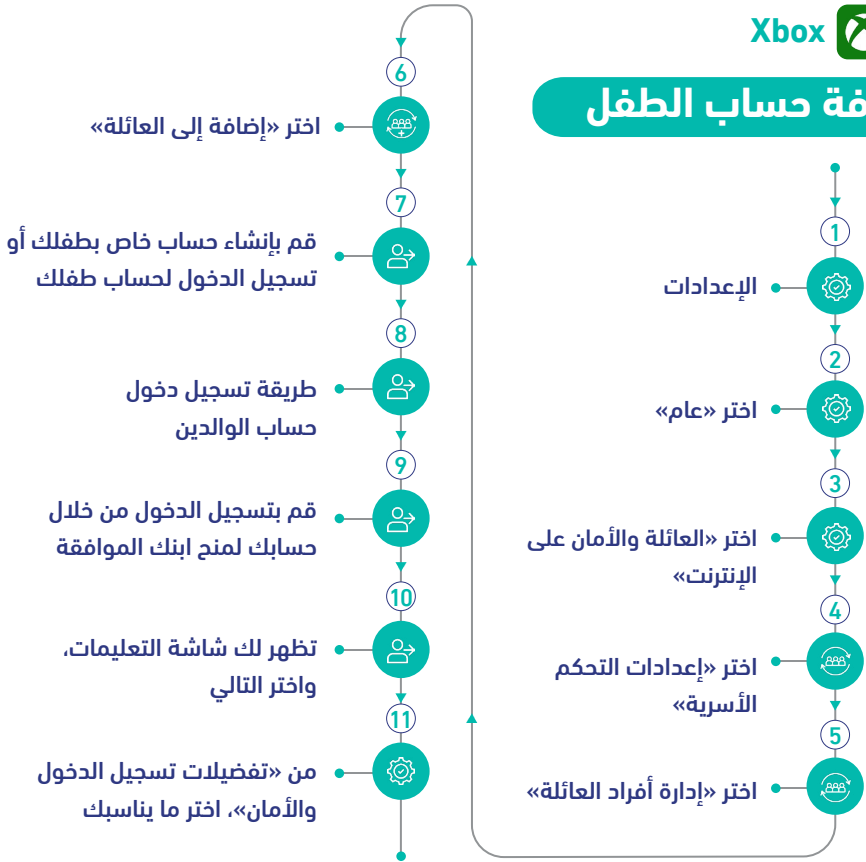 Xbox
فة حساب الطفل
1
الإعدادات
2
اختر «عام»
3
اختر «العائلة والأمان على
الإنترنت»
4
اختر «إعدادات التحكم
الأسرية»
5
اختر «إدارة أفراد العائلة»
6
اختر «إضافة إلى العائلة»
7
قم بإنشاء حساب خاص بطفلك أو
تسجيل الدخول لحساب طفلك
8
طريقة تسجيل دخول
حساب الوالدين
9
قم بتسجيل الدخول من خلال
حسابك لمنح ابنك الموافقة
10
تظهر لك شاشة التعليمات،
واختر التالي
11
من «تفضيلات تسجيل الدخول
والأمان»، اختر ما يناسبك